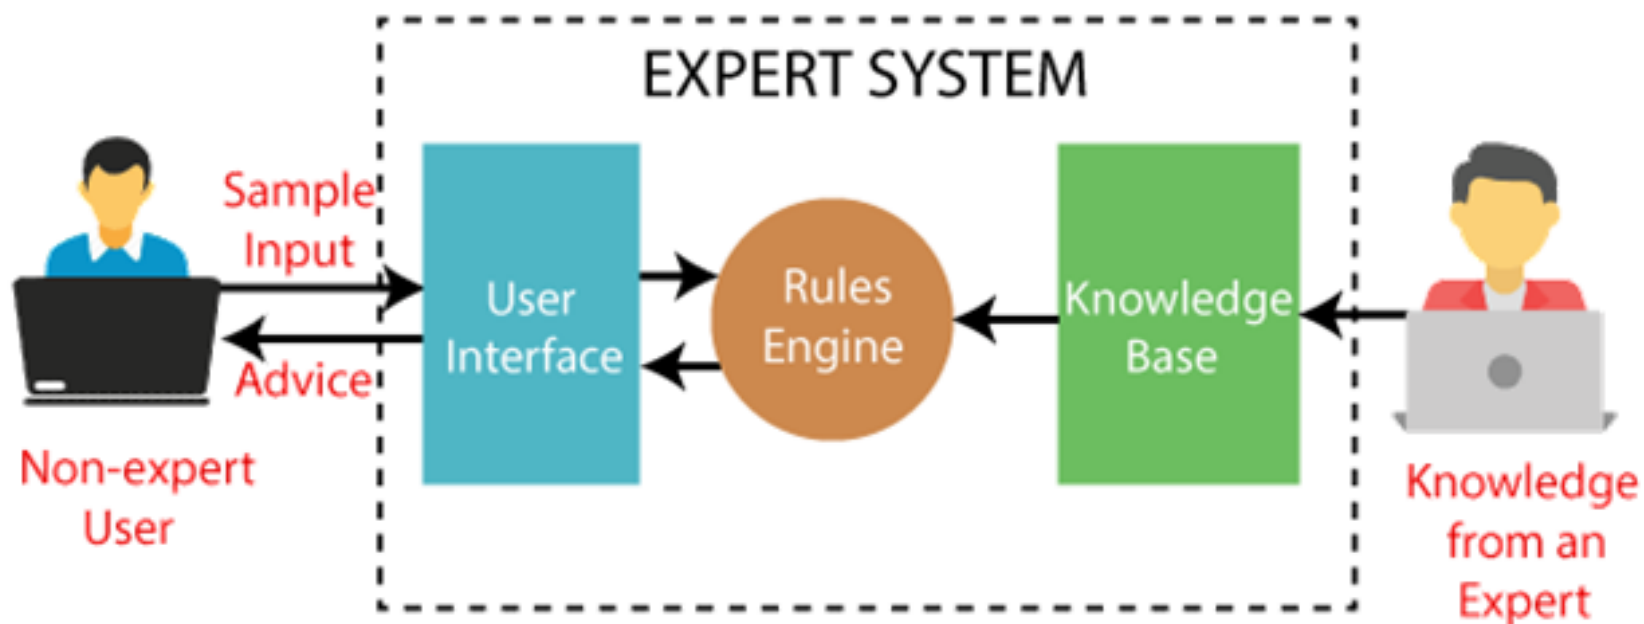 EXPERT SYSTEM
Sample
Input
Advice
Non-expert
User
User
Interface
Rules
Engine
Knowledge
Base
Knowledge
from an
Expert